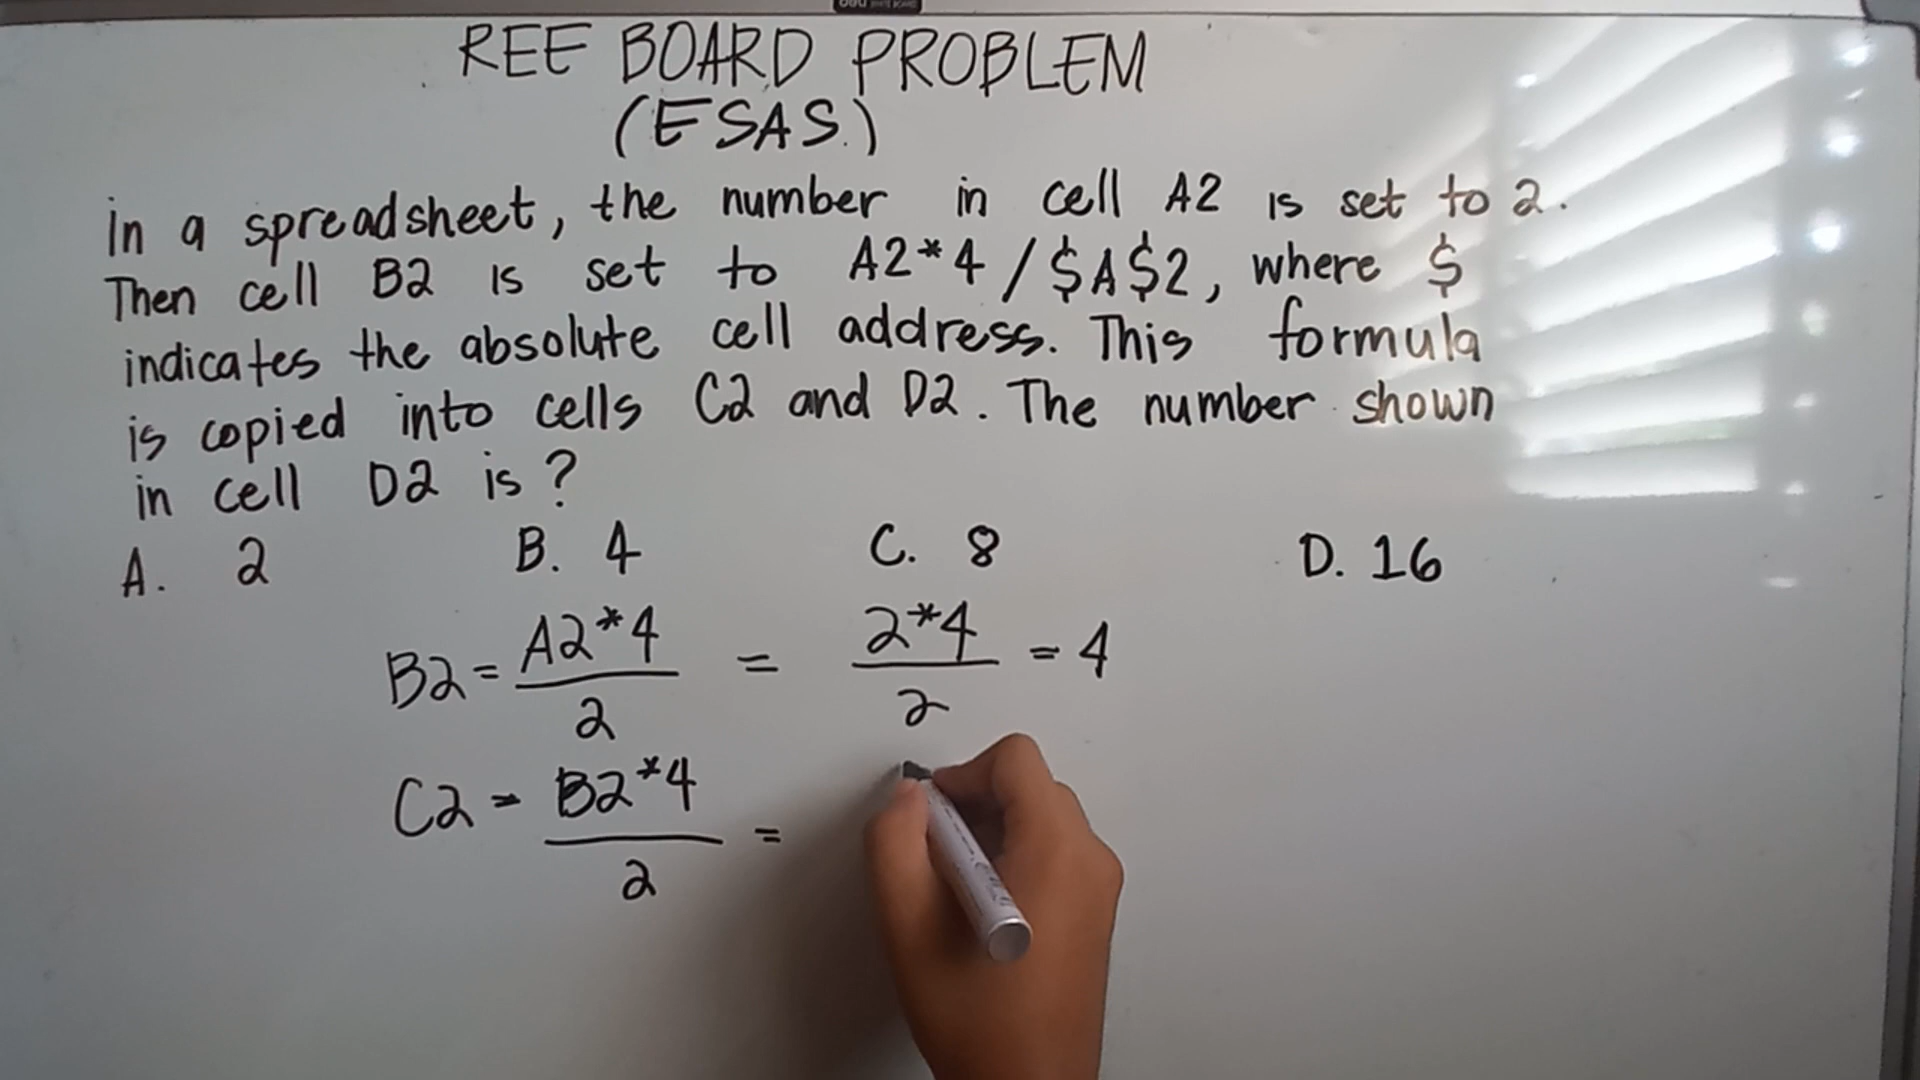 REE BOARD PROBLEM
(ESAS)
in a spreadsheet, the number in cell A2 is set to 2.
Then cell B2 is set to A2*4/$A$2, where $
indicates the absolute cell address. This formula
is copied into cells C2 and D2. The number shown
in cell D2 is?
A. 2 B. 4 C. 8 D. 16
B2 = A2*4 / 2 = 2*4 / 2 = 4
C2 = B2*4 / 2 =